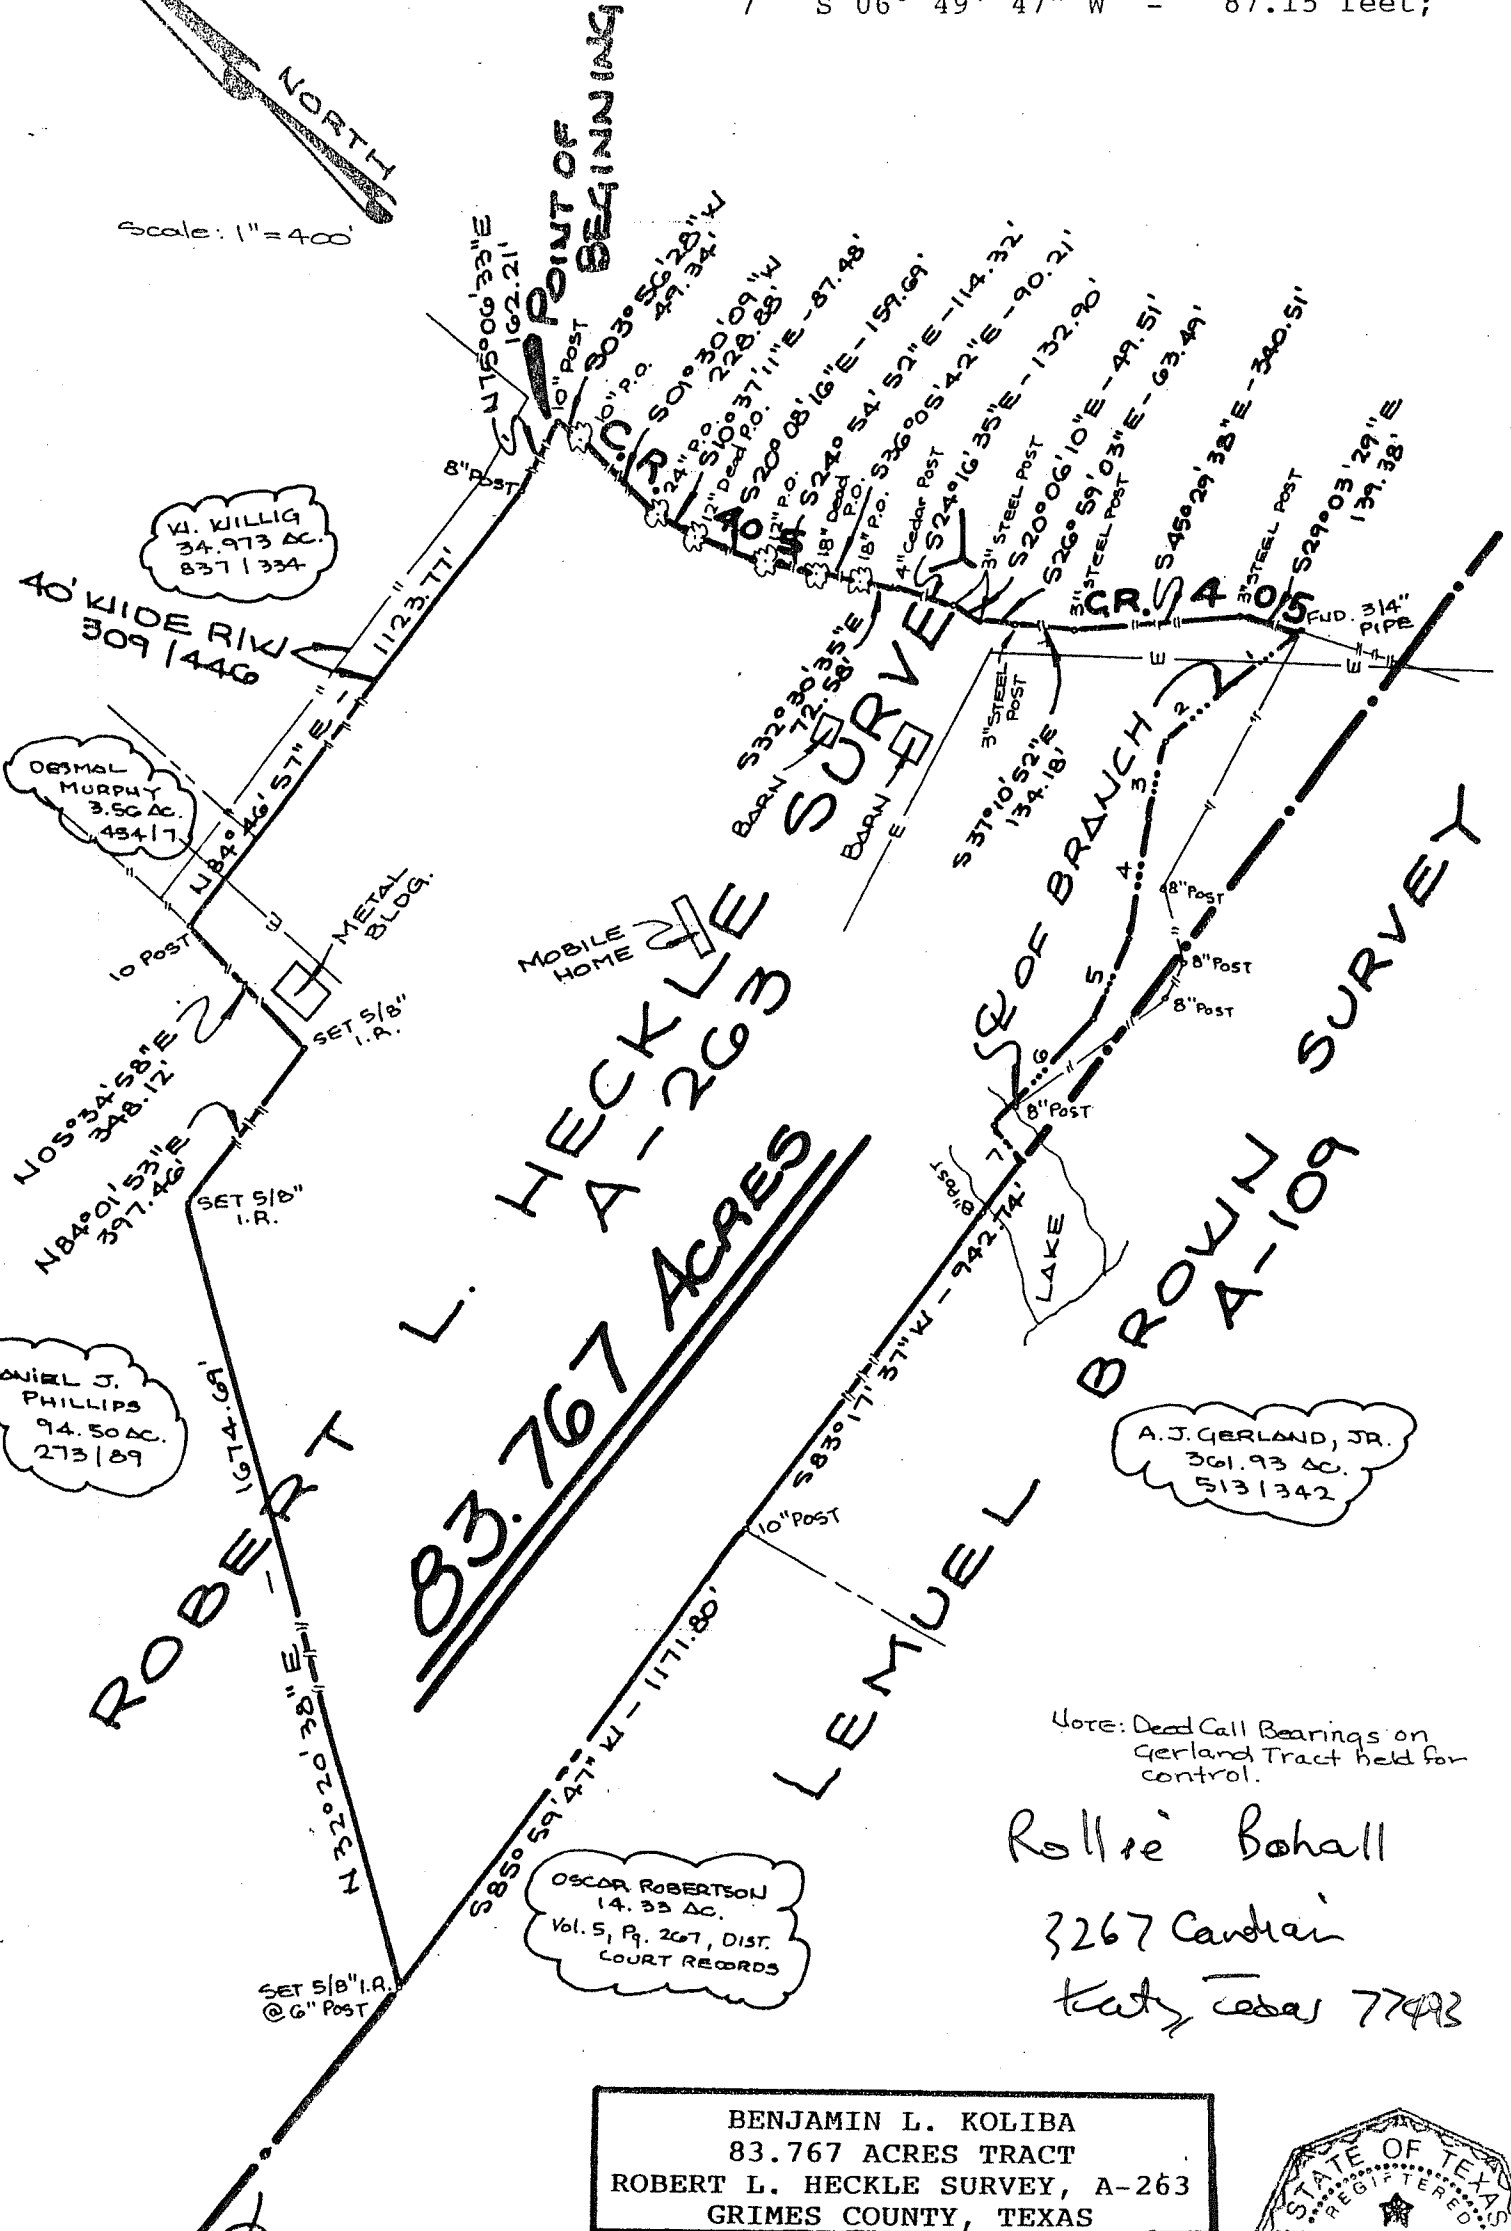 7 S 06° 49' 47" W - 87.15 feet;
NORTH
Scale: 1"=400'
POINT OF
BEGINNING
N75°06'33"E
162.21'
10" POST
S03°56'28"W
49.34'
10" P.O.
S01°30'09"W
228.88'
24" P.O.
S10°37'11"E-87.48'
12" Dead P.O.
S20°08'16"E-159.69'
12" P.O.
S24°54'52"E-114.32'
18" Dead
P.O.
18" P.O.
S36°05'42"E-90.21'
4" Cedar POST
S24°16'35"E-132.90'
3" STEEL POST
S20°06'10"E-49.51'
S26°59'03"E-63.49'
3" STEEL POST
S45°29'38"E-340.51'
3" STEEL POST
S29°03'29"E
139.38'
FND. 3/4"
PIPE
C.R. 405
C.R. 405
8" POST
W. WILLIG
34.973 AC.
837/334
40' WIDE R/W
309/446
N84°46'57"E - 1123.77'
DESMAL
MURPHY
3.56 AC.
454/7
10 POST
METAL
BLDG.
SET 5/8"
I.R.
N05°34'58"E
348.12'
N84°01'53"E
397.46'
SET 5/8"
I.R.
S32°30'35"E
72.58'
BARN
BARN
3" STEEL
POST
S37°10'52"E
134.18'
E
E
E
E
MOBILE
HOME
℄ OF BRANCH
1
2
3
4
5
6
7
8" POST
8" POST
8" POST
8" POST
8" POST
LAKE
ROBERT L. HECKLE SURVEY
A-263
83.767 ACRES
LEMUEL BROWN SURVEY
A-109
S83°17'37"W - 942.74'
10" POST
S85°59'47"W - 1171.80'
N32°20'38"E - 1674.69'
ANIEL J.
PHILLIPS
94.50 AC.
273/89
A. J. GERLAND, JR.
361.93 AC.
513/342
OSCAR ROBERTSON
14.33 AC.
Vol. 5, Pg. 267, DIST.
COURT RECORDS
SET 5/8" I.R.
@ 6" POST
NOTE: Deed Call Bearings on
Gerland Tract held for
control.
Rollie Bohall
3267
Katy, Texas 77493
BENJAMIN L. KOLIBA
83.767 ACRES TRACT
ROBERT L. HECKLE SURVEY, A-263
GRIMES COUNTY, TEXAS
STATE OF TEXAS
REGISTERED